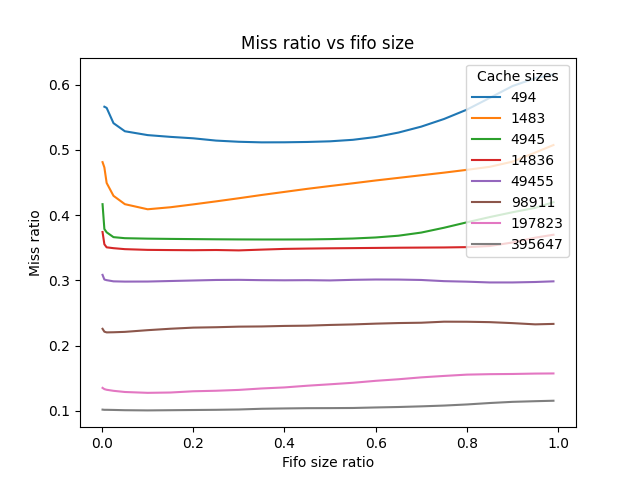 Miss ratio vs fifo size
Cache sizes
494
1483
4945
14836
49455
98911
197823
395647
0.6
0.5
0.4
0.3
0.2
0.1
Miss ratio
0.0 0.2 0.4 0.6 0.8 1.0
Fifo size ratio